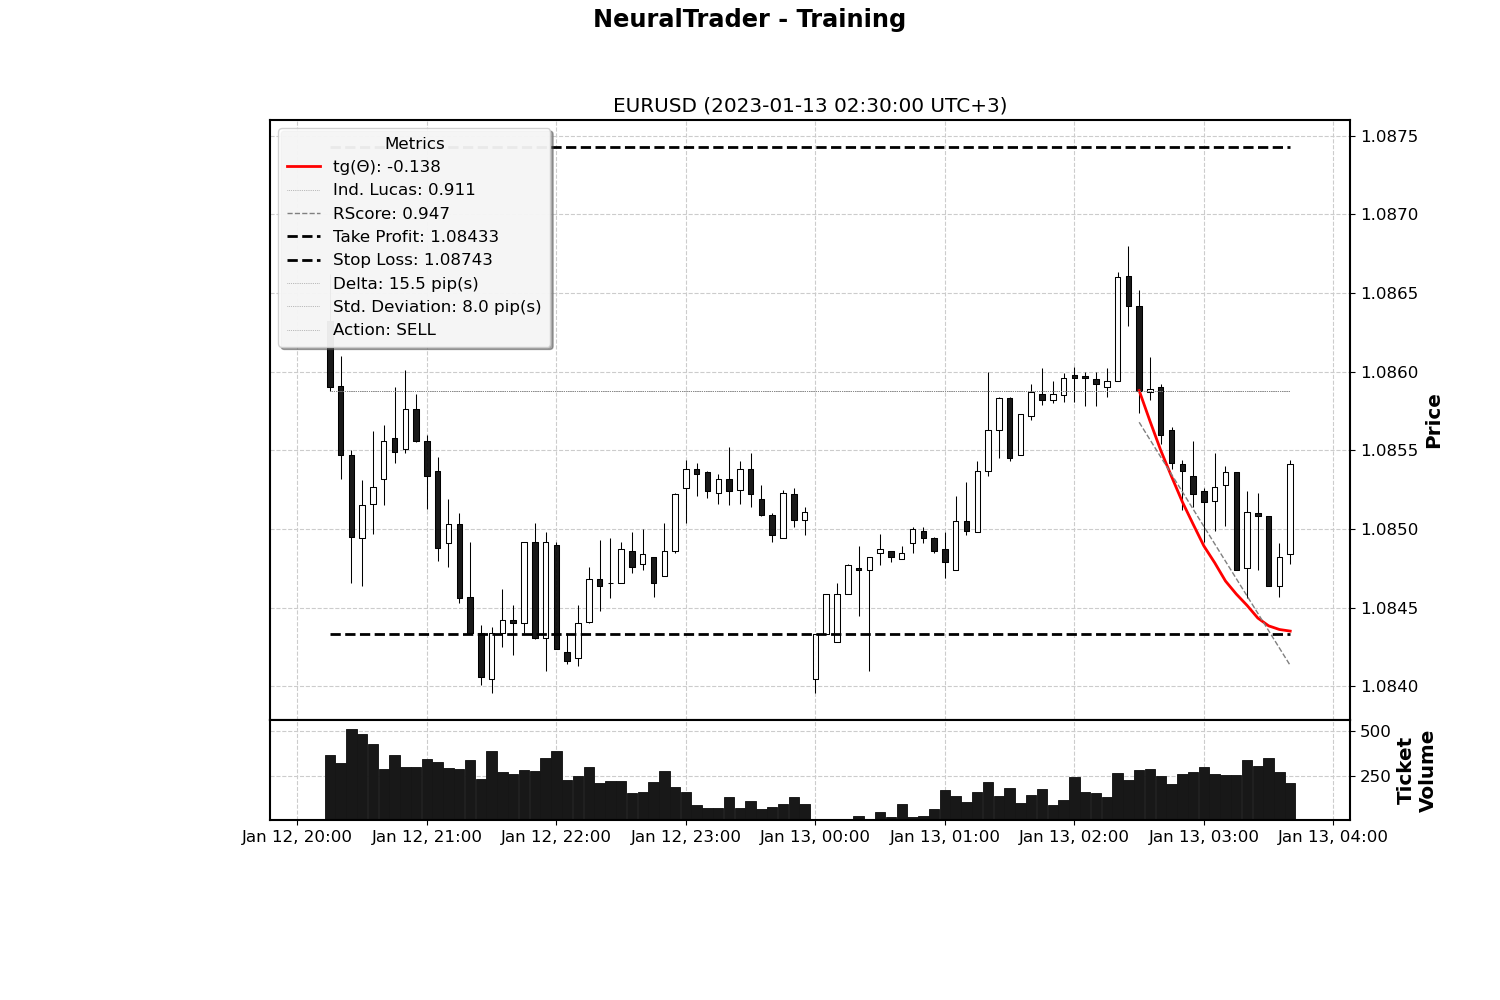 NeuralTrader - Training
EURUSD (2023-01-13 02:30:00 UTC+3)
Metrics
tg(Θ): -0.138
Ind. Lucas: 0.911
RScore: 0.947
Take Profit: 1.08433
Stop Loss: 1.08743
Delta: 15.5 pip(s)
Std. Deviation: 8.0 pip(s)
Action: SELL
1.0875
1.0870
1.0865
1.0860
1.0855
1.0850
1.0845
1.0840
Price
500
250
Ticket
Volume
Jan 12, 20:00
Jan 12, 21:00
Jan 12, 22:00
Jan 12, 23:00
Jan 13, 00:00
Jan 13, 01:00
Jan 13, 02:00
Jan 13, 03:00
Jan 13, 04:00